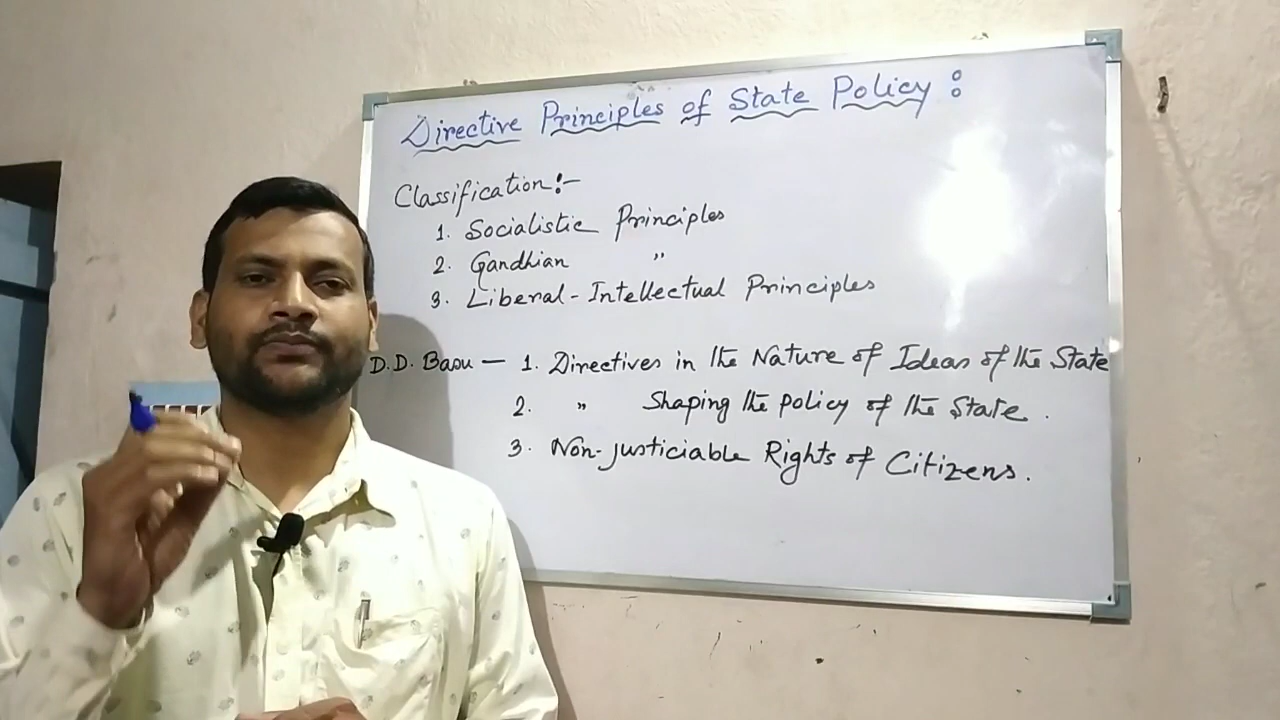 Directive Principles of State Policy :
Classification :-
1. Socialistic Principles
2. Gandhian "
3. Liberal-Intellectual Principles
D.D. Basu — 1. Directives in the Nature of Ideas of the State
2. " Shaping the policy of the State.
3. Non-justiciable Rights of Citizens.